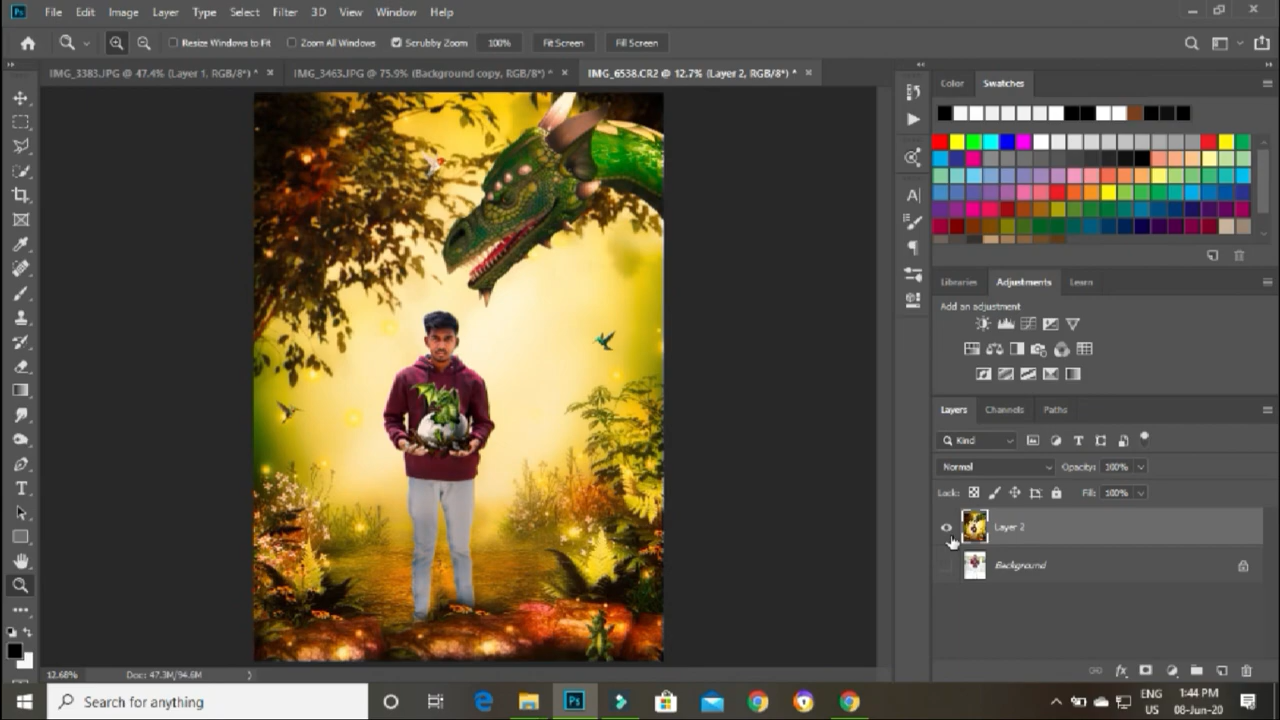 Ps File Edit Image Layer Type Select Filter 3D View Window Help
Resize Windows to Fit Zoom All Windows Scrubby Zoom 100% Fit Screen Fill Screen
IMG_3383.JPG @ 47.4% (Layer 1, RGB/8*) * IMG_3463.JPG @ 75.9% (Background copy, RGB/8*) * IMG_6538.CR2 @ 12.7% (Layer 2, RGB/8*) *
Color Swatches
Libraries Adjustments Learn
Add an adjustment
Layers Channels Paths
Kind
Normal Opacity: 100%
Lock: Fill: 100%
Layer 2
Background
12.68% Doc: 47.3M/94.6M
Search for anything
Ps
ENG
US
1:44 PM
08-Jun-20